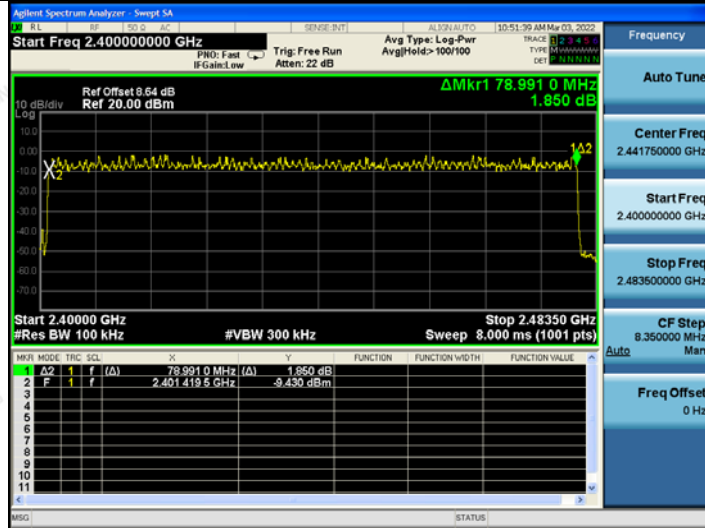 Agilent Spectrum Analyzer - Swept SA
RL RF 50 Ω AC SENSE:INT ALIGNAUTO 10:51:39 AM Mar 03, 2022
Start Freq 2.400000000 GHz
PNO: Fast
IFGain:Low
Trig: Free Run
Atten: 22 dB
Avg Type: Log-Pwr
Avg|Hold:> 100/100
TRACE 1 2 3 4 5 6
TYPE M
DET P N N N N N
ΔMkr1 78.991 0 MHz
1.850 dB
Ref Offset 8.64 dB
10 dB/div Ref 20.00 dBm
Log
10.0
0.00
-10.0
-20.0
-30.0
-40.0
-50.0
-60.0
-70.0
2
1Δ2
Start 2.40000 GHz Stop 2.48350 GHz
#Res BW 100 kHz #VBW 300 kHz Sweep 8.000 ms (1001 pts)
MKR MODE TRC SCL X Y FUNCTION FUNCTION WIDTH FUNCTION VALUE
1 Δ2 1 f (Δ) 78.991 0 MHz (Δ) 1.850 dB
2 F 1 f 2.401 419 5 GHz -9.430 dBm
3
4
5
6
7
8
9
10
11
MSG STATUS
Frequency
Auto Tune
Center Freq
2.441750000 GHz
Start Freq
2.400000000 GHz
Stop Freq
2.483500000 GHz
CF Step
8.350000 MHz
Auto Man
Freq Offset
0 Hz